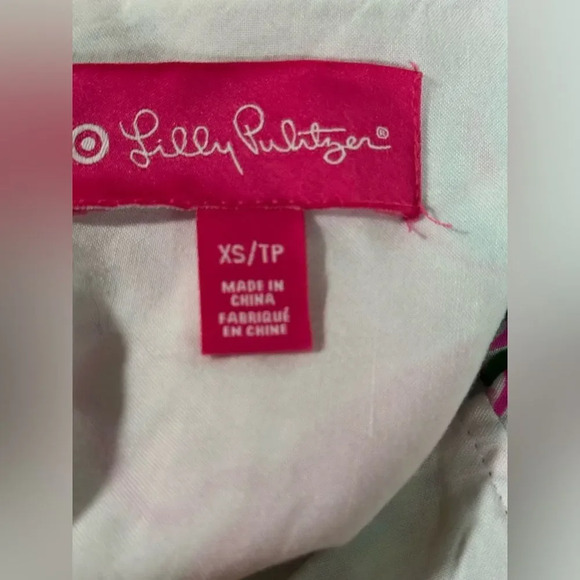 Lilly Pulitzer®
XS/TP
MADE IN
CHINA
FABRIQUÉ
EN CHINE